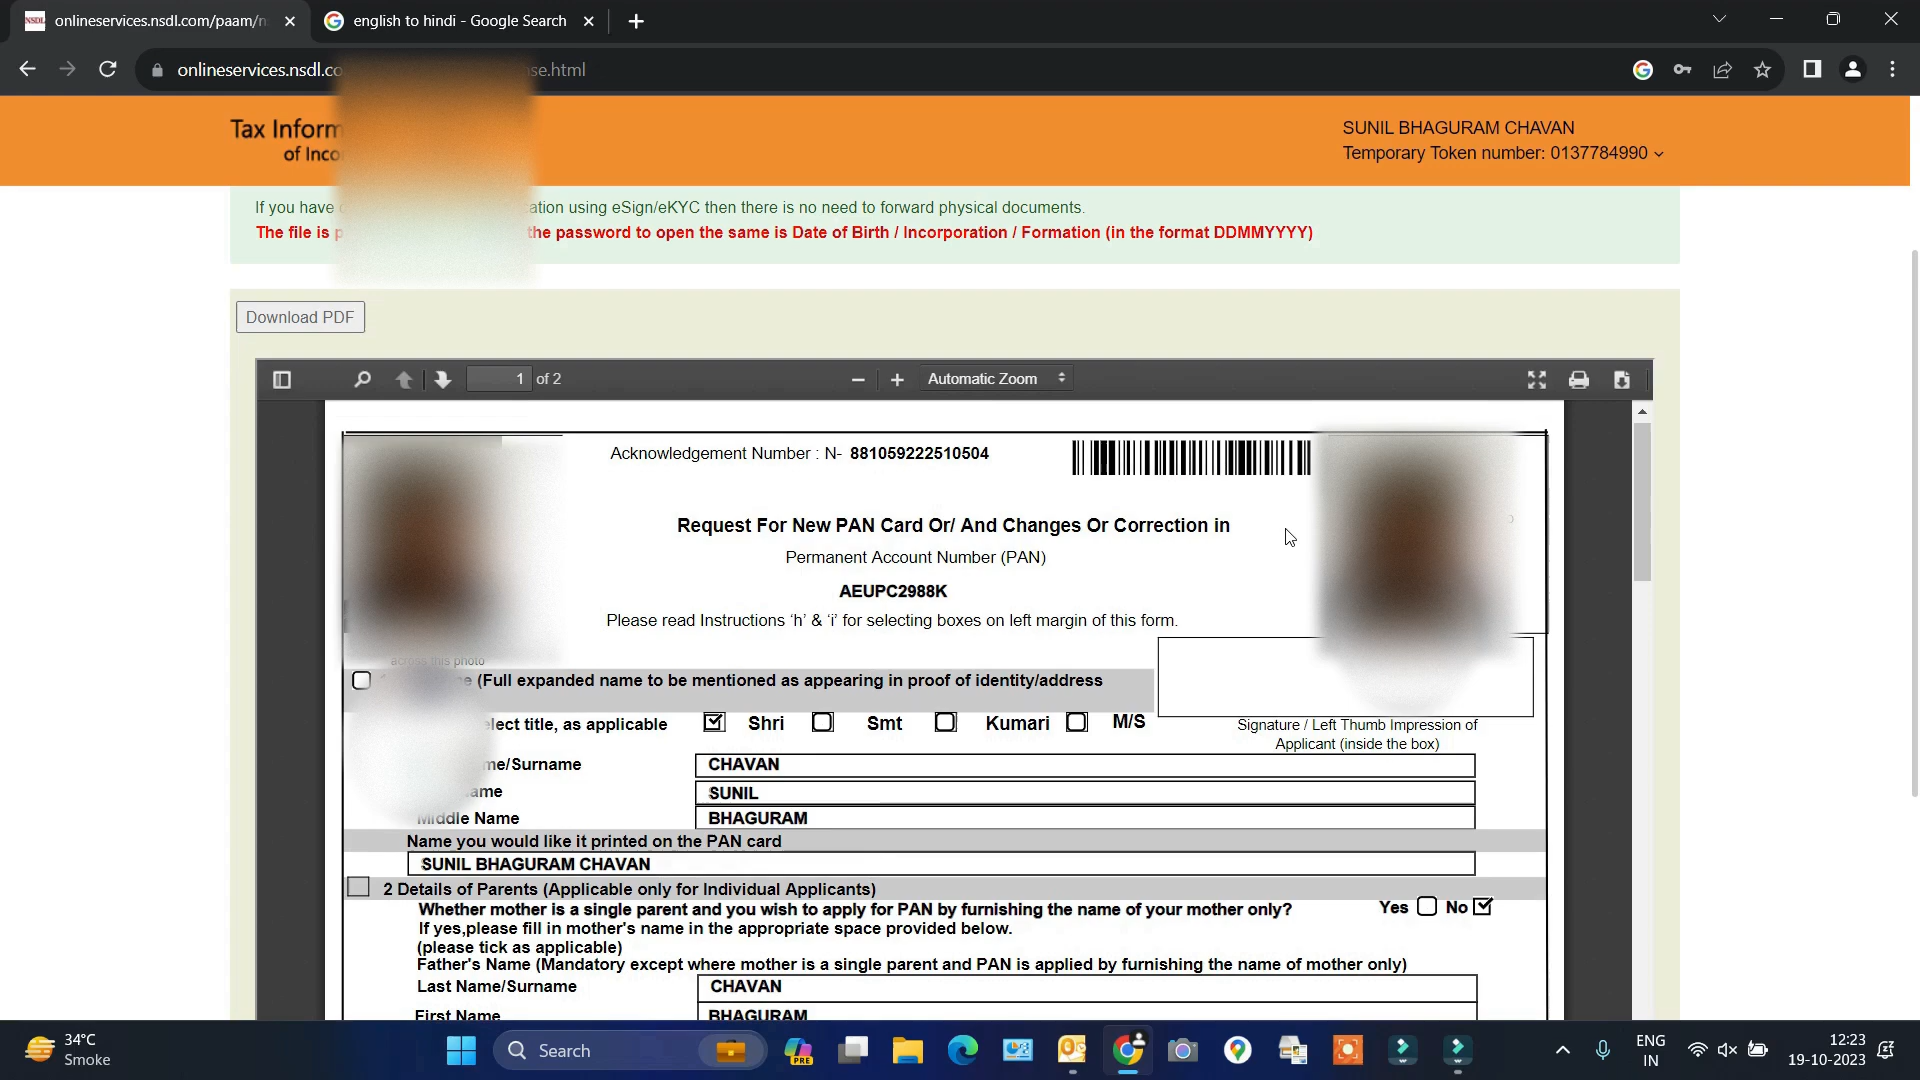 onlineservices.nsdl.com/paam/n
english to hindi - Google Search
onlineservices.nsdl.co
se.html
Tax Inform
of Inco
SUNIL BHAGURAM CHAVAN
Temporary Token number: 0137784990
If you have
ation using eSign/eKYC then there is no need to forward physical documents.
The file is
the password to open the same is Date of Birth / Incorporation / Formation (in the format DDMMYYYY)
Download PDF
1 of 2
Automatic Zoom
Acknowledgement Number : N- 881059222510504
Request For New PAN Card Or/ And Changes Or Correction in
Permanent Account Number (PAN)
AEUPC2988K
Please read Instructions 'h' & 'i' for selecting boxes on left margin of this form.
across this photo
(Full expanded name to be mentioned as appearing in proof of identity/address
lect title, as applicable Shri Smt Kumari M/S
Signature / Left Thumb Impression of
Applicant (inside the box)
me/Surname CHAVAN
ame SUNIL
Middle Name BHAGURAM
Name you would like it printed on the PAN card
SUNIL BHAGURAM CHAVAN
2 Details of Parents (Applicable only for Individual Applicants)
Whether mother is a single parent and you wish to apply for PAN by furnishing the name of your mother only? Yes No
If yes,please fill in mother's name in the appropriate space provided below.
(please tick as applicable)
Father's Name (Mandatory except where mother is a single parent and PAN is applied by furnishing the name of mother only)
Last Name/Surname CHAVAN
First Name BHAGURAM
34°C
Smoke
Search
PRE
ENG
IN
12:23
19-10-2023